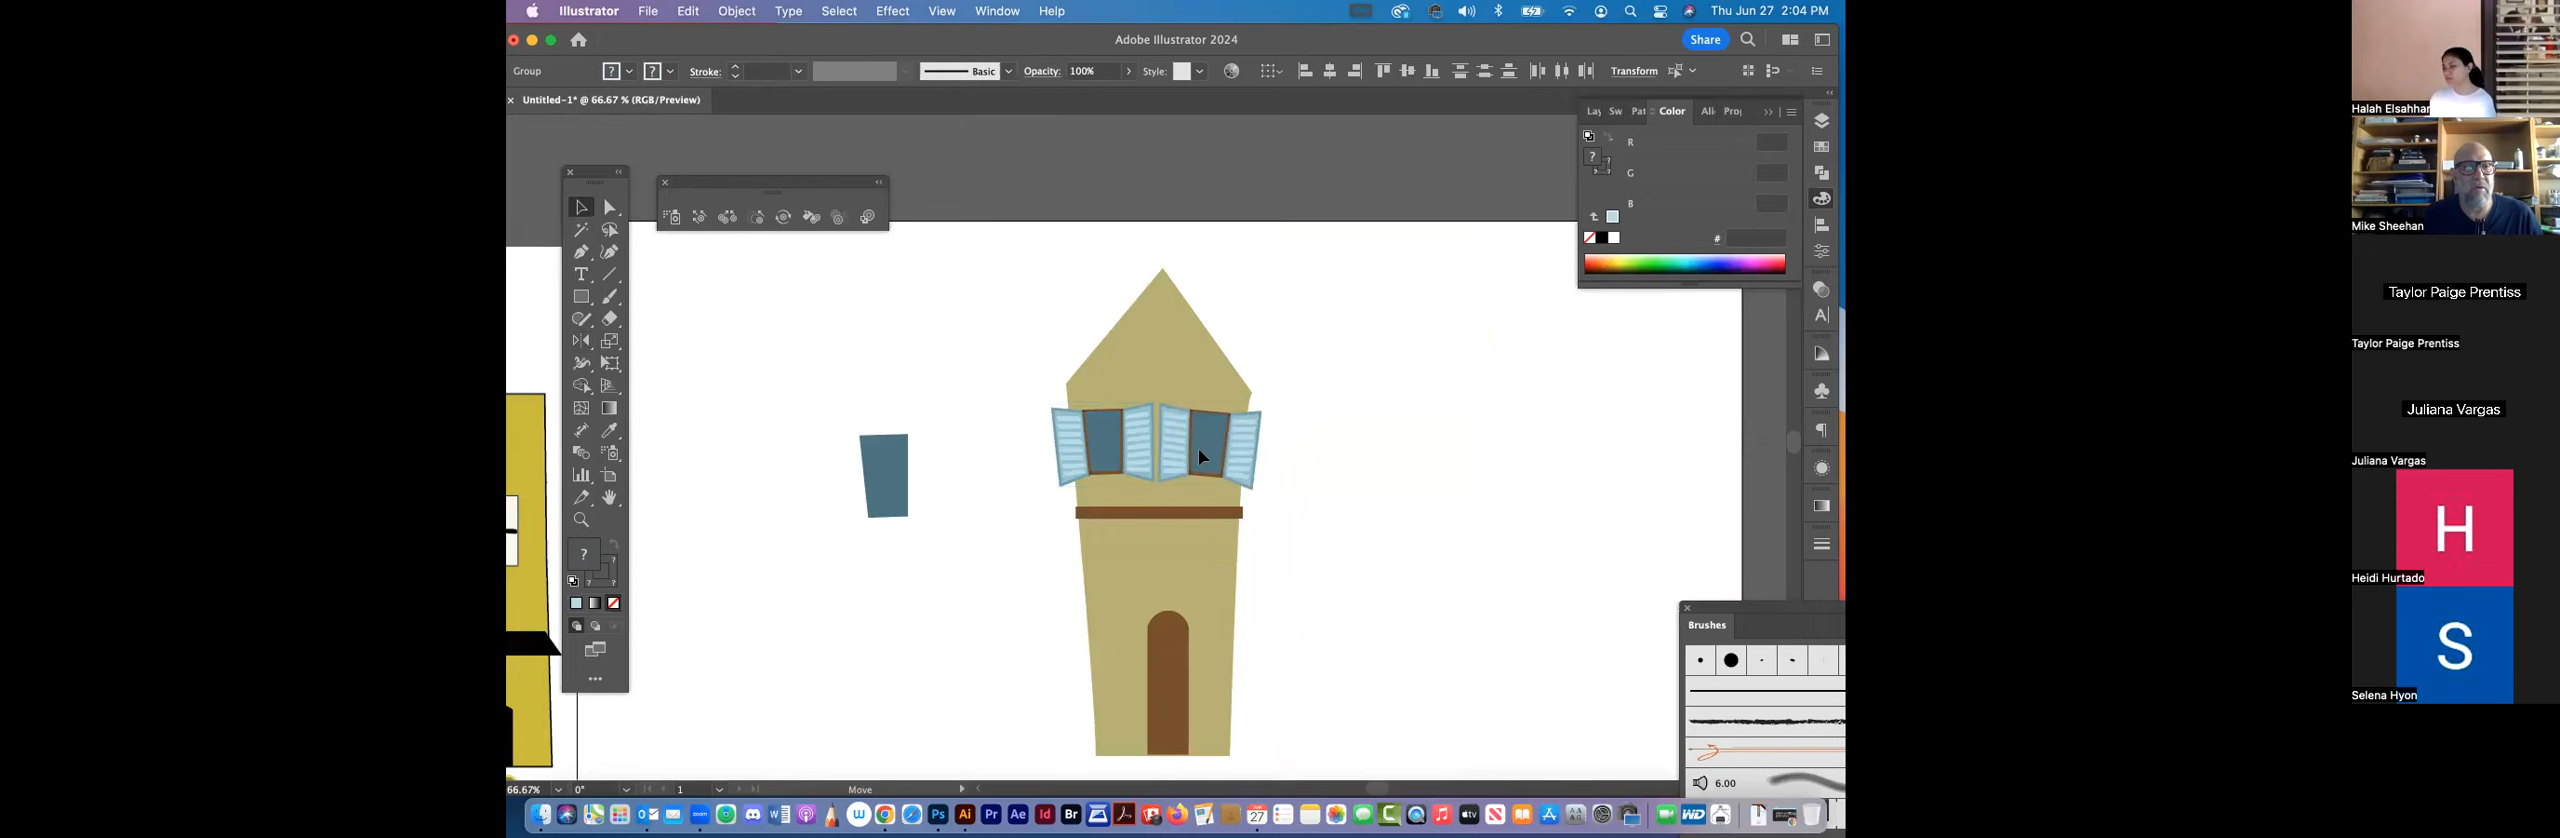 Illustrator File Edit Object Type Select Effect View Window Help
Thu Jun 27 2:04 PM
Adobe Illustrator 2024
Share
Group
? ?
Stroke:
Basic
Opacity: 100%
Style:
Transform
Untitled-1* @ 66.67 % (RGB/Preview)
Color
R
G
B
#
?
?
Brushes
6.00
66.67%
0°
1
Move
Halah Elsahhar
Mike Sheehan
Taylor Paige Prentiss
Taylor Paige Prentiss
Juliana Vargas
Juliana Vargas
H
Heidi Hurtado
S
Selena Hyon